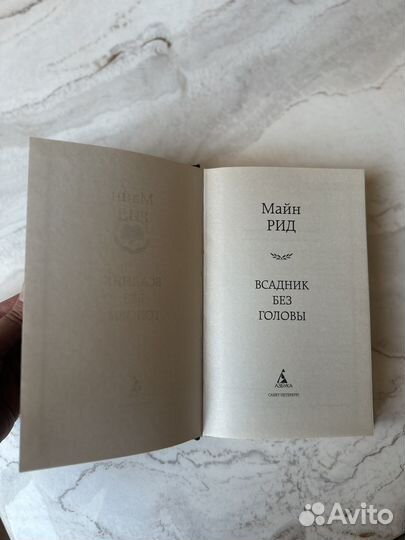 Майн
РИД
ВСАДНИК
БЕЗ
ГОЛОВЫ
АЗБУКА
САНКТ-ПЕТЕРБУРГ
Avito